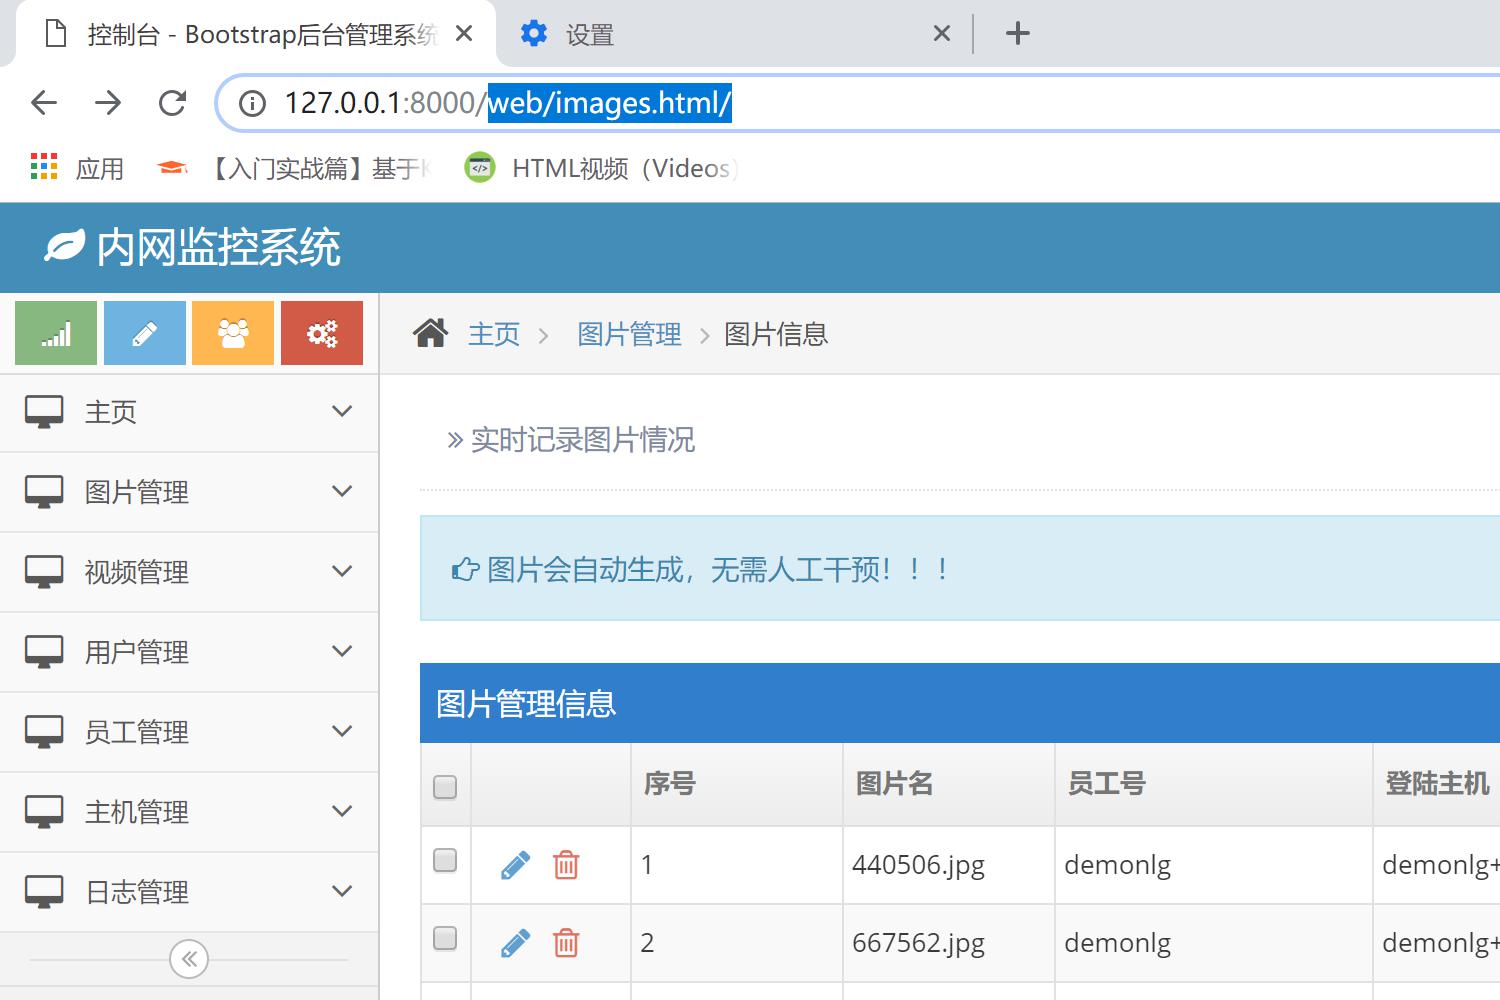 控制台 - Bootstrap后台管理系统
设置
127.0.0.1:8000/web/images.html/
应用
【入门实战篇】基于
HTML视频（Videos）
内网监控系统
主页
图片管理
图片信息
主页
图片管理
视频管理
用户管理
员工管理
主机管理
日志管理
实时记录图片情况
图片会自动生成，无需人工干预！！！
图片管理信息
序号 图片名 员工号 登陆主机
1 440506.jpg demonlg demonlg+
2 667562.jpg demonlg demonlg+